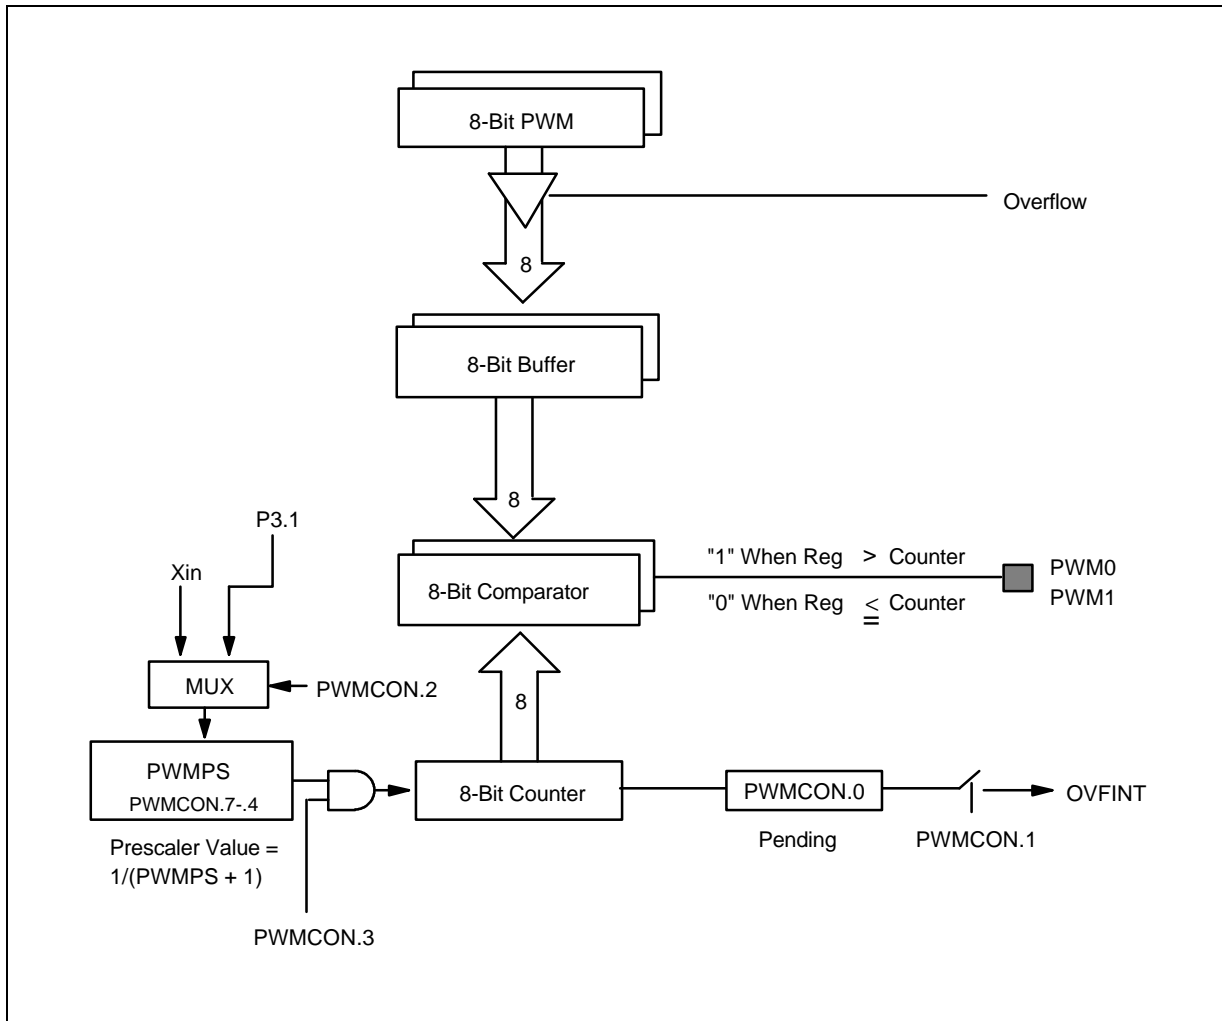 8-Bit PWM
Overflow
8
8-Bit Buffer
8
P3.1
Xin
"1" When Reg > Counter
"0" When Reg ≦ Counter
PWM0
PWM1
8-Bit Comparator
MUX
PWMCON.2
8
PWMPS
PWMCON.7-.4
8-Bit Counter
PWMCON.0
OVFINT
Prescaler Value =
1/(PWMPS + 1)
Pending
PWMCON.1
PWMCON.3